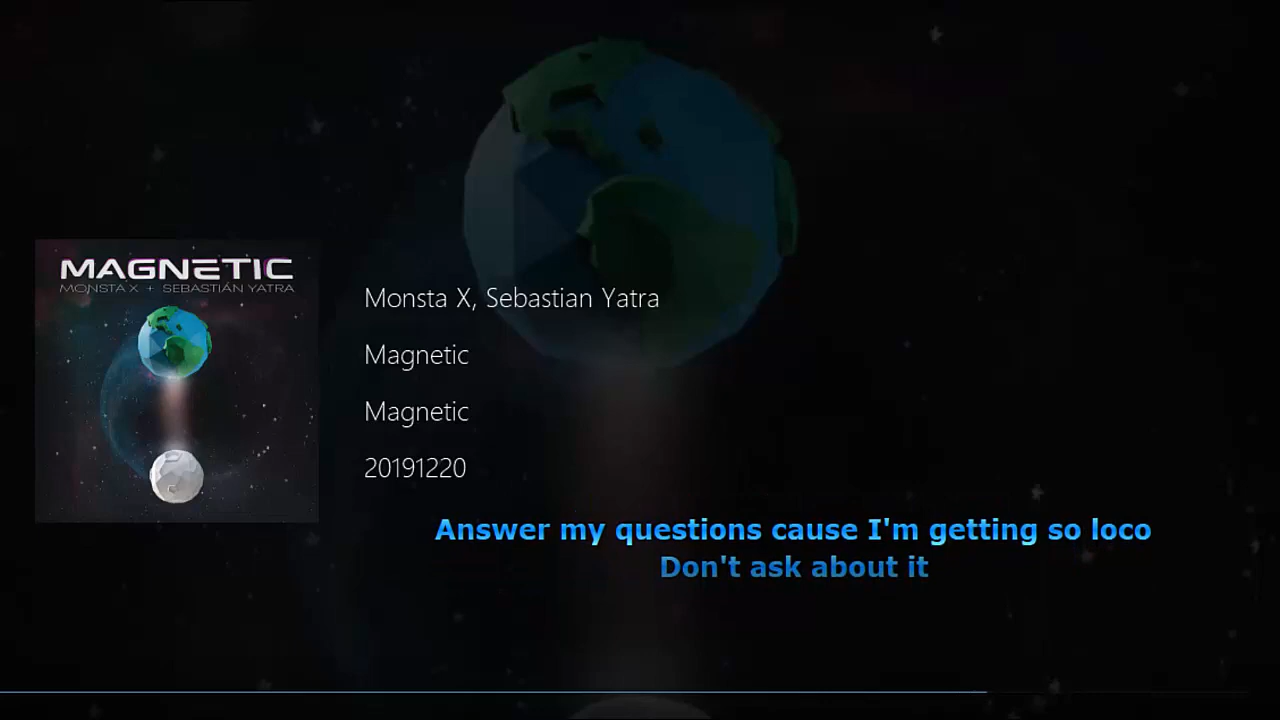 MAGNETIC
MONSTA X + SEBASTIÁN YATRA
Monsta X, Sebastian Yatra
Magnetic
Magnetic
20191220
Answer my questions cause I'm getting so loco
Don't ask about it